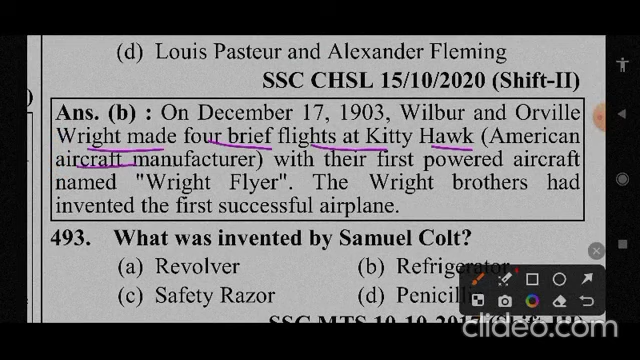 (d) Louis Pasteur and Alexander Fleming
SSC CHSL 15/10/2020 (Shift-II)
Ans. (b) : On December 17, 1903, Wilbur and Orville
Wright made four brief flights at Kitty Hawk (American
aircraft manufacturer) with their first powered aircraft
named "Wright Flyer". The Wright brothers had
invented the first successful airplane.
493. What was invented by Samuel Colt?
(a) Revolver (b) Refrigerator
(c) Safety Razor (d)
SSC MTS
clideo.com